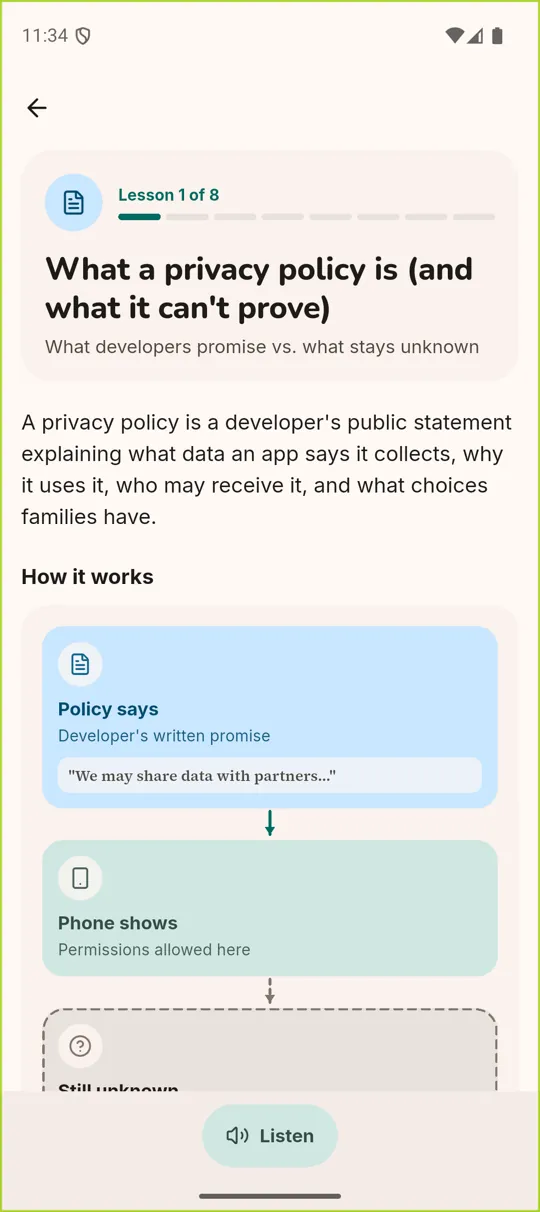 11:34
Lesson 1 of 8
What a privacy policy is (and
what it can't prove)
What developers promise vs. what stays unknown
A privacy policy is a developer's public statement
explaining what data an app says it collects, why
it uses it, who may receive it, and what choices
families have.
How it works
Policy says
Developer's written promise
"We may share data with partners..."
Phone shows
Permissions allowed here
Still unknown
Listen